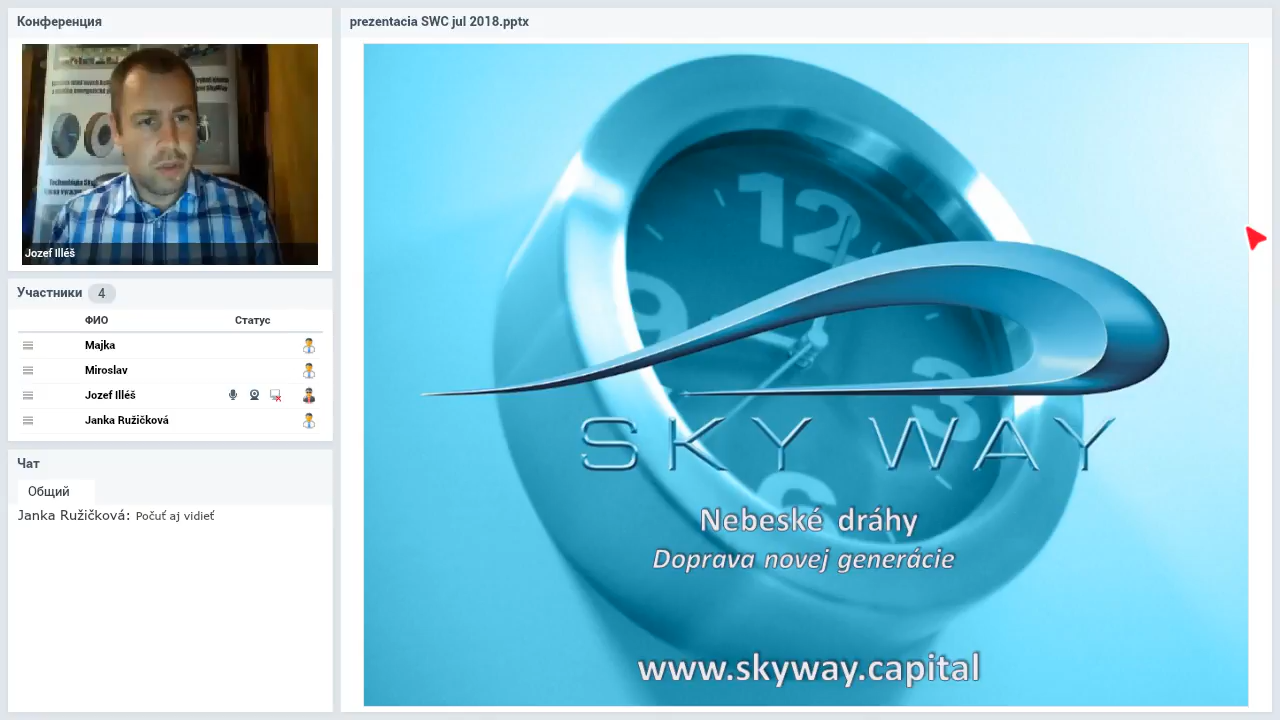 Конференция
Jozef Illéš
Участники 4
ФИО Статус
Majka
Miroslav
Jozef Illéš
Janka Ružičková
Чат
Общий
Janka Ružičková: Počuť aj vidieť
prezentacia SWC jul 2018.pptx
12
9
3
6
SKY WAY
Nebeské dráhy
Doprava novej generácie
www.skyway.capital